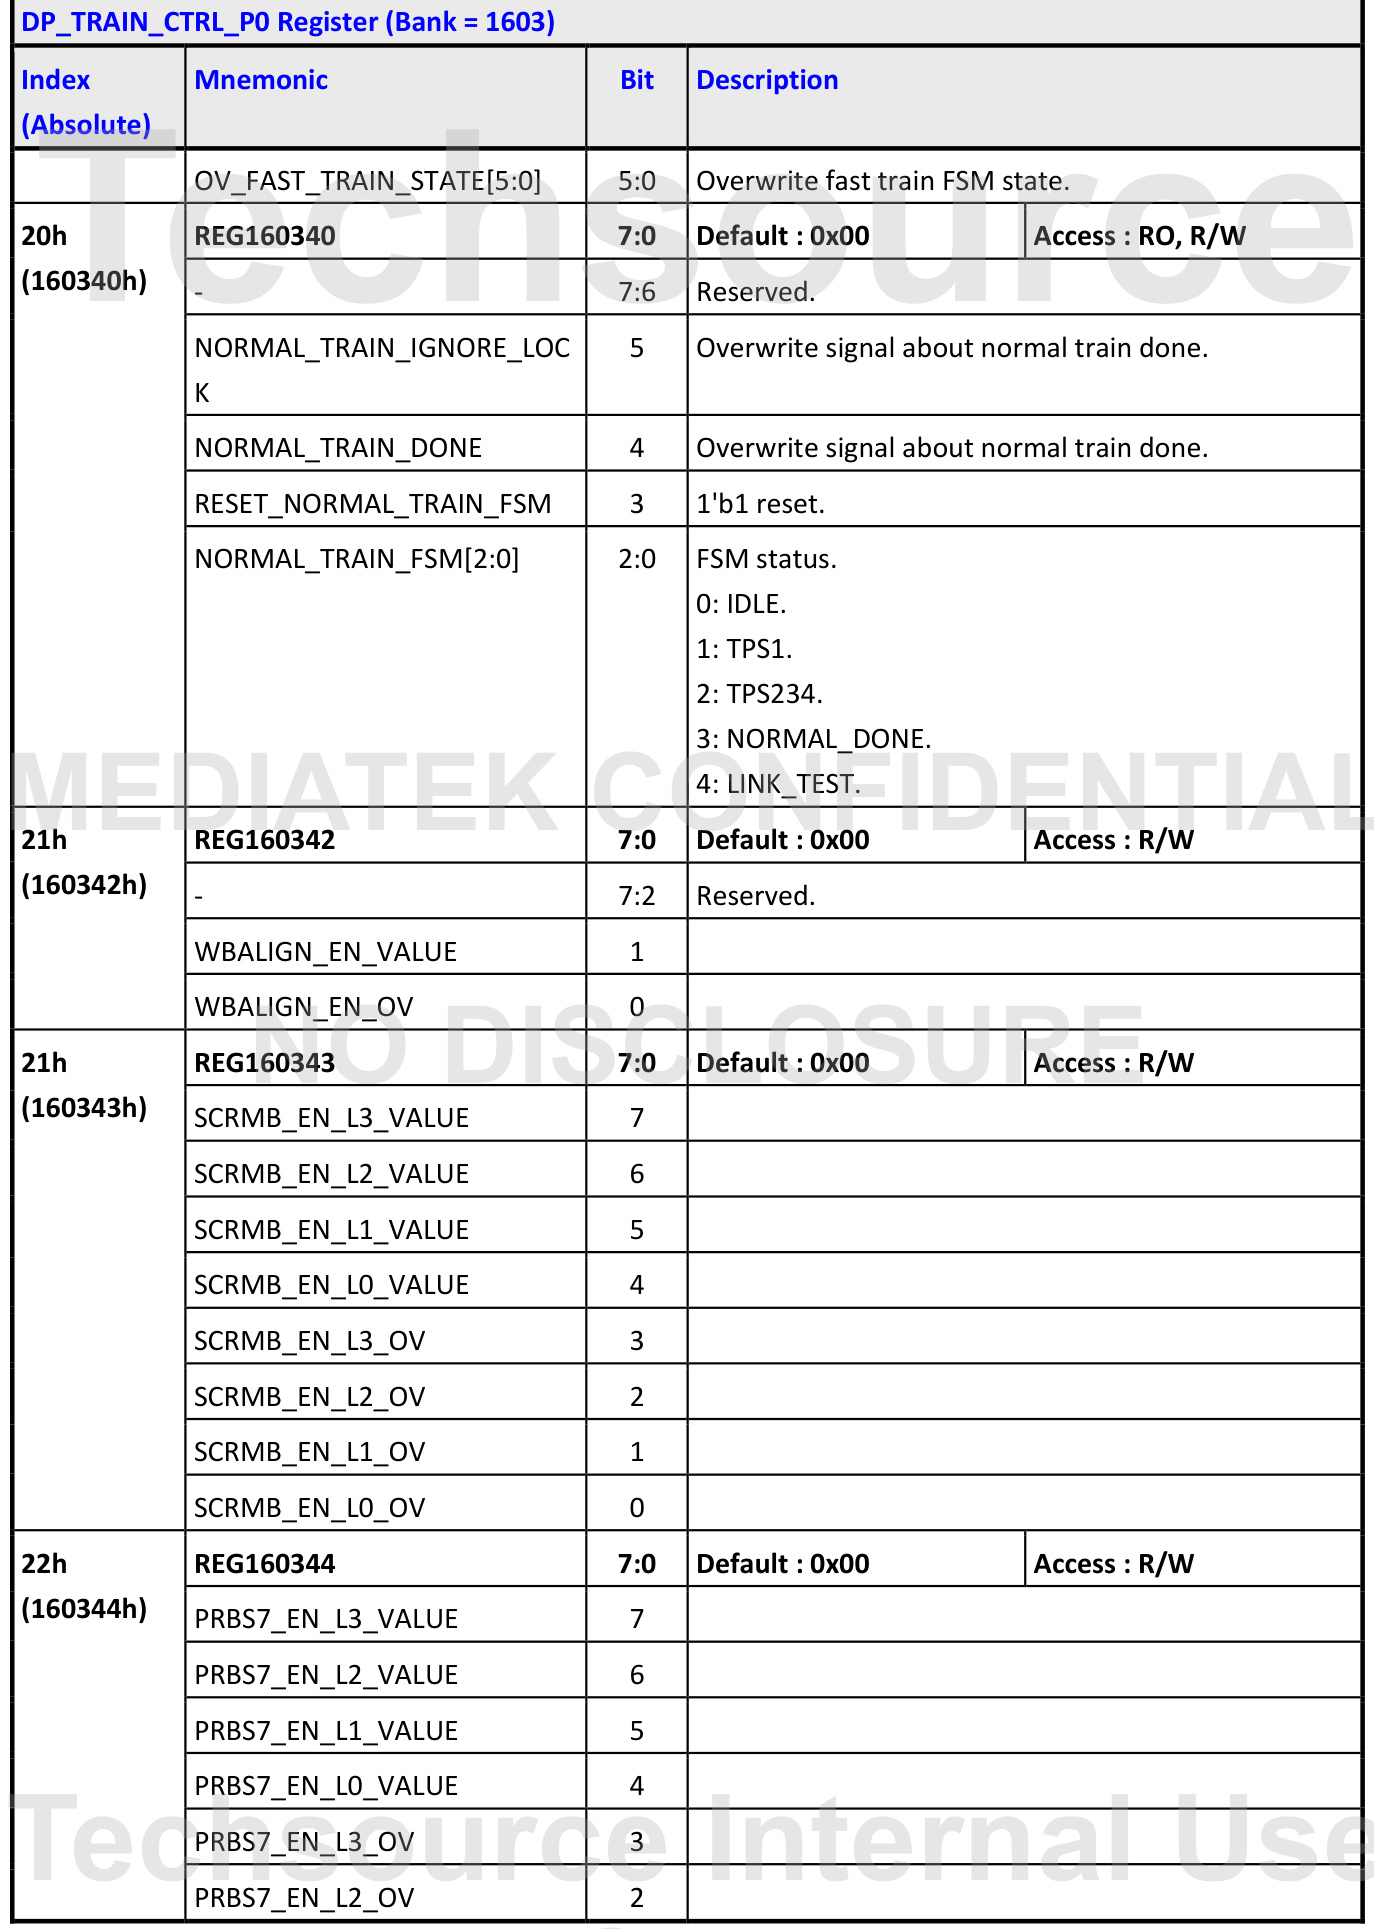 DP_TRAIN_CTRL_P0 Register (Bank = 1603)
Index (Absolute) Mnemonic Bit Description
OV_FAST_TRAIN_STATE[5:0] 5:0 Overwrite fast train FSM state.
20h (160340h) REG160340 7:0 Default : 0x00 Access : RO, R/W
- 7:6 Reserved.
NORMAL_TRAIN_IGNORE_LOC
K 5 Overwrite signal about normal train done.
NORMAL_TRAIN_DONE 4 Overwrite signal about normal train done.
RESET_NORMAL_TRAIN_FSM 3 1'b1 reset.
NORMAL_TRAIN_FSM[2:0] 2:0 FSM status.
0: IDLE.
1: TPS1.
2: TPS234.
3: NORMAL_DONE.
4: LINK_TEST.
21h (160342h) REG160342 7:0 Default : 0x00 Access : R/W
- 7:2 Reserved.
WBALIGN_EN_VALUE 1
WBALIGN_EN_OV 0
21h (160343h) REG160343 7:0 Default : 0x00 Access : R/W
SCRMB_EN_L3_VALUE 7
SCRMB_EN_L2_VALUE 6
SCRMB_EN_L1_VALUE 5
SCRMB_EN_L0_VALUE 4
SCRMB_EN_L3_OV 3
SCRMB_EN_L2_OV 2
SCRMB_EN_L1_OV 1
SCRMB_EN_L0_OV 0
22h (160344h) REG160344 7:0 Default : 0x00 Access : R/W
PRBS7_EN_L3_VALUE 7
PRBS7_EN_L2_VALUE 6
PRBS7_EN_L1_VALUE 5
PRBS7_EN_L0_VALUE 4
PRBS7_EN_L3_OV 3
PRBS7_EN_L2_OV 2
Techsource
MEDIATEK CONFIDENTIAL
NO DISCLOSURE
Techsource Internal Use